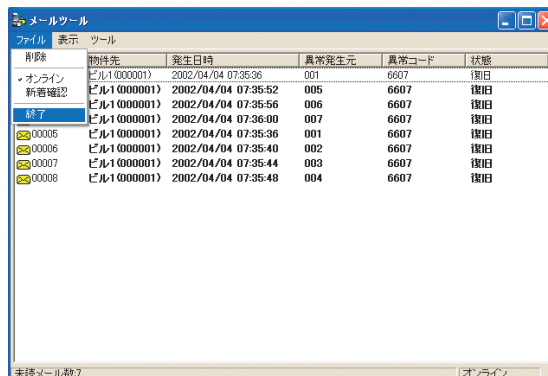 メールツール
ファイル 表示 ツール
削除
オンライン
新着確認
終了
物件先 発生日時 異常発生元 異常コード 状態
ビル1(000001) 2002/04/04 07:35:36 001 6607 復旧
ビル1(000001) 2002/04/04 07:35:52 005 6607 復旧
ビル1(000001) 2002/04/04 07:35:56 006 6607 復旧
ビル1(000001) 2002/04/04 07:36:00 007 6607 復旧
00005 ビル1(000001) 2002/04/04 07:35:36 001 6607 復旧
00006 ビル1(000001) 2002/04/04 07:35:40 002 6607 復旧
00007 ビル1(000001) 2002/04/04 07:35:44 003 6607 復旧
00008 ビル1(000001) 2002/04/04 07:35:48 004 6607 復旧
未読メール数:7 オンライン